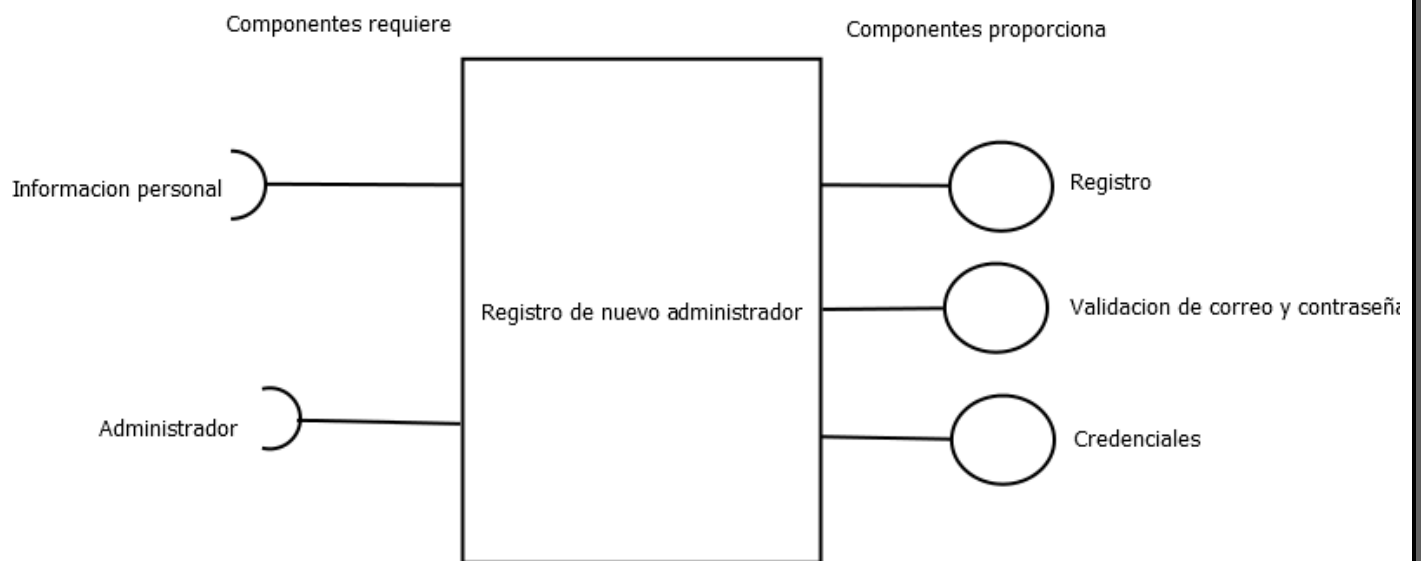 Componentes requiere
Componentes proporciona
Informacion personal
Registro
Registro de nuevo administrador
Validacion de correo y contraseña
Administrador
Credenciales